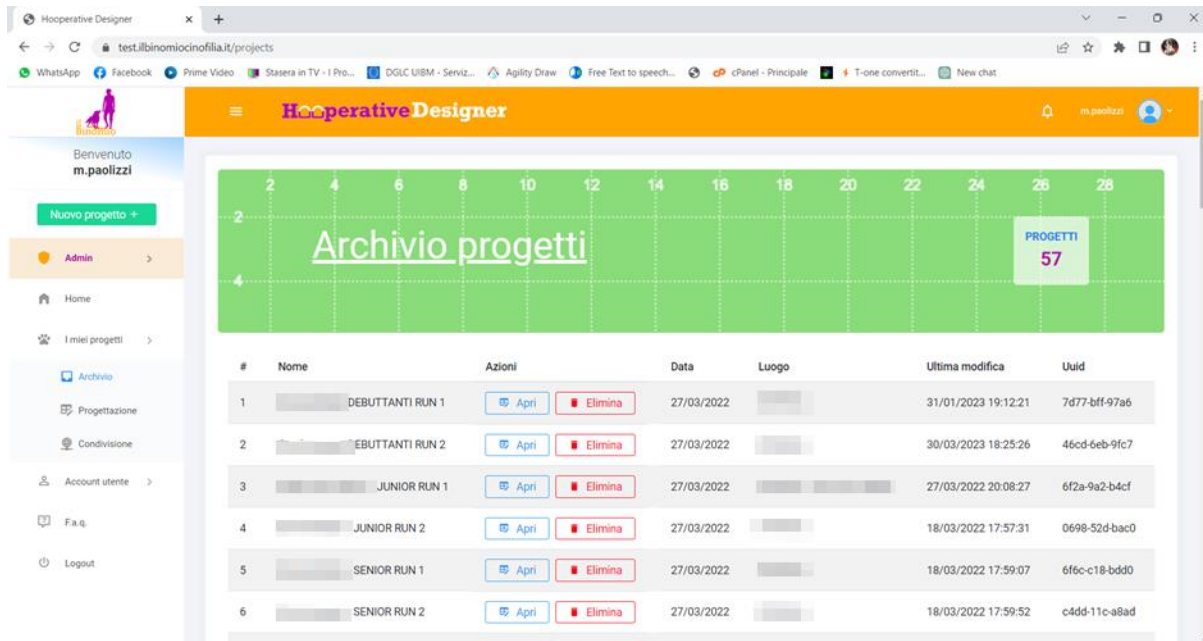 Hooperative Designer
test.ilbinomiocinofilia.it/projects
WhatsApp Facebook Prime Video Stasera in TV - I Pro... DGLC UIBM - Serviz... Agility Draw Free Text to speech... cPanel - Principale T-one convertit... New chat
il Binomio
HooperativeDesigner
m.paolizzi
Benvenuto
m.paolizzi
Nuovo progetto +
Admin
Home
I miei progetti
Archivio
Progettazione
Condivisione
Account utente
F.a.q.
Logout
2 4 6 8 10 12 14 16 18 20 22 24 26 28
2
Archivio progetti
PROGETTI
57
4
# Nome Azioni Data Luogo Ultima modifica Uuid
1 DEBUTTANTI RUN 1 Apri Elimina 27/03/2022 31/01/2023 19:12:21 7d77-bff-97a6
2 EBUTTANTI RUN 2 Apri Elimina 27/03/2022 30/03/2023 18:25:26 46cd-6eb-9fc7
3 JUNIOR RUN 1 Apri Elimina 27/03/2022 27/03/2022 20:08:27 6f2a-9a2-b4cf
4 JUNIOR RUN 2 Apri Elimina 27/03/2022 18/03/2022 17:57:31 0698-52d-bac0
5 SENIOR RUN 1 Apri Elimina 27/03/2022 18/03/2022 17:59:07 6f6c-c18-bdd0
6 SENIOR RUN 2 Apri Elimina 27/03/2022 18/03/2022 17:59:52 c4dd-11c-a8ad